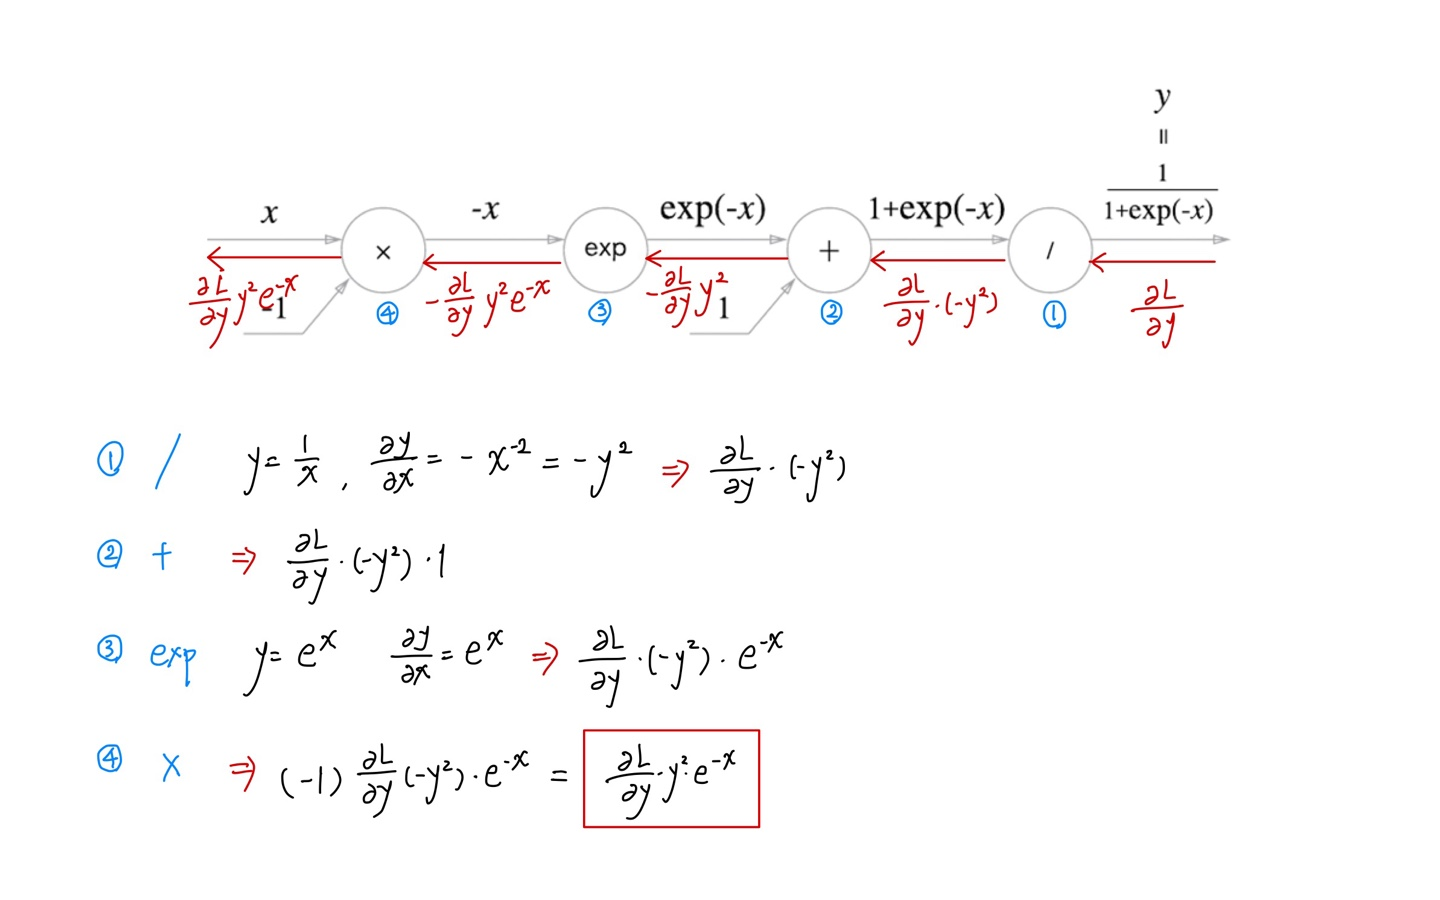 y
=
1
1+exp(-x)
x
-x
exp(-x)
1+exp(-x)
× exp + /
∂L/∂y y²e^-x
-1
④
-∂L/∂y y²e^-x
③
-∂L/∂y y²
1
②
∂L/∂y·(-y²)
①
∂L/∂y
① / y= 1/x, ∂y/∂x = -x^-2 = -y² ⇒ ∂L/∂y·(-y²)
② + ⇒ ∂L/∂y·(-y²)·1
③ exp y= e^x ∂y/∂x = e^x ⇒ ∂L/∂y·(-y²)·e^-x
④ × ⇒ (-1) ∂L/∂y(-y²)·e^-x = ∂L/∂y·y²·e^-x